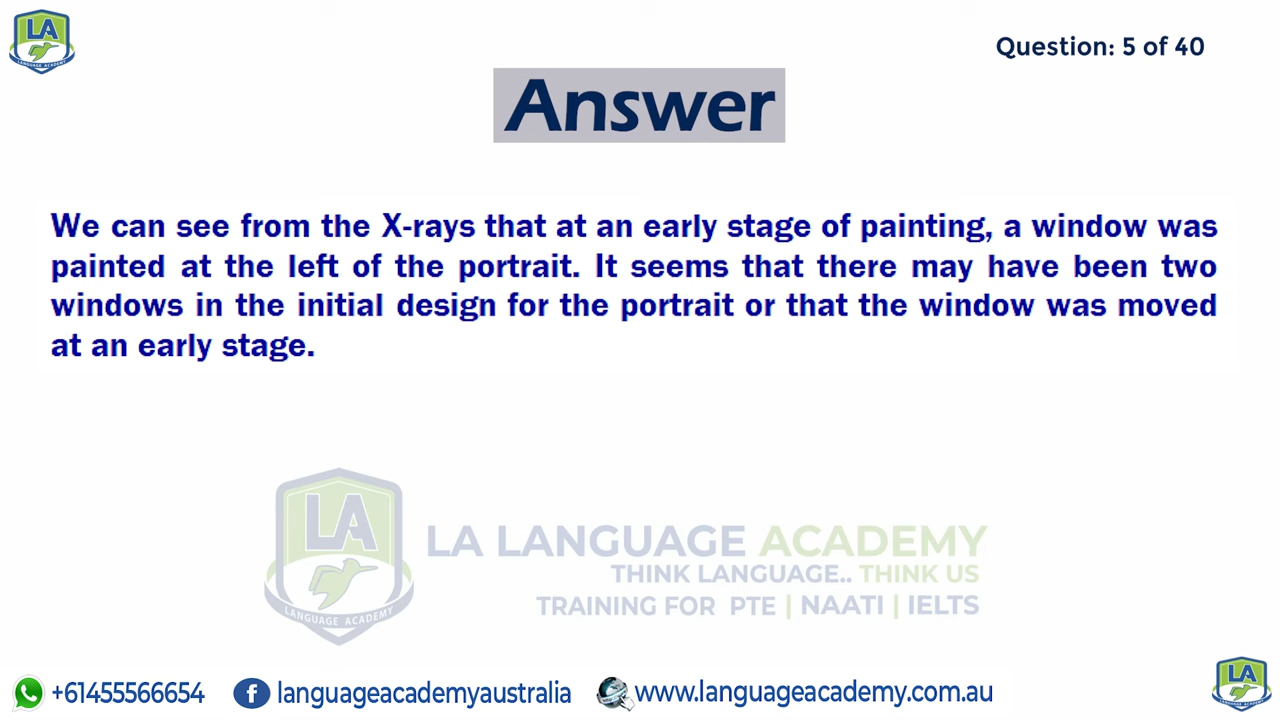 LA
LANGUAGE ACADEMY
Question: 5 of 40
Answer
We can see from the X-rays that at an early stage of painting, a window was
painted at the left of the portrait. It seems that there may have been two
windows in the initial design for the portrait or that the window was moved
at an early stage.
LA
LANGUAGE ACADEMY
LA LANGUAGE ACADEMY
THINK LANGUAGE.. THINK US
TRAINING FOR PTE | NAATI | IELTS
+61455566654
languageacademyaustralia
www.languageacademy.com.au
LA
LANGUAGE ACADEMY